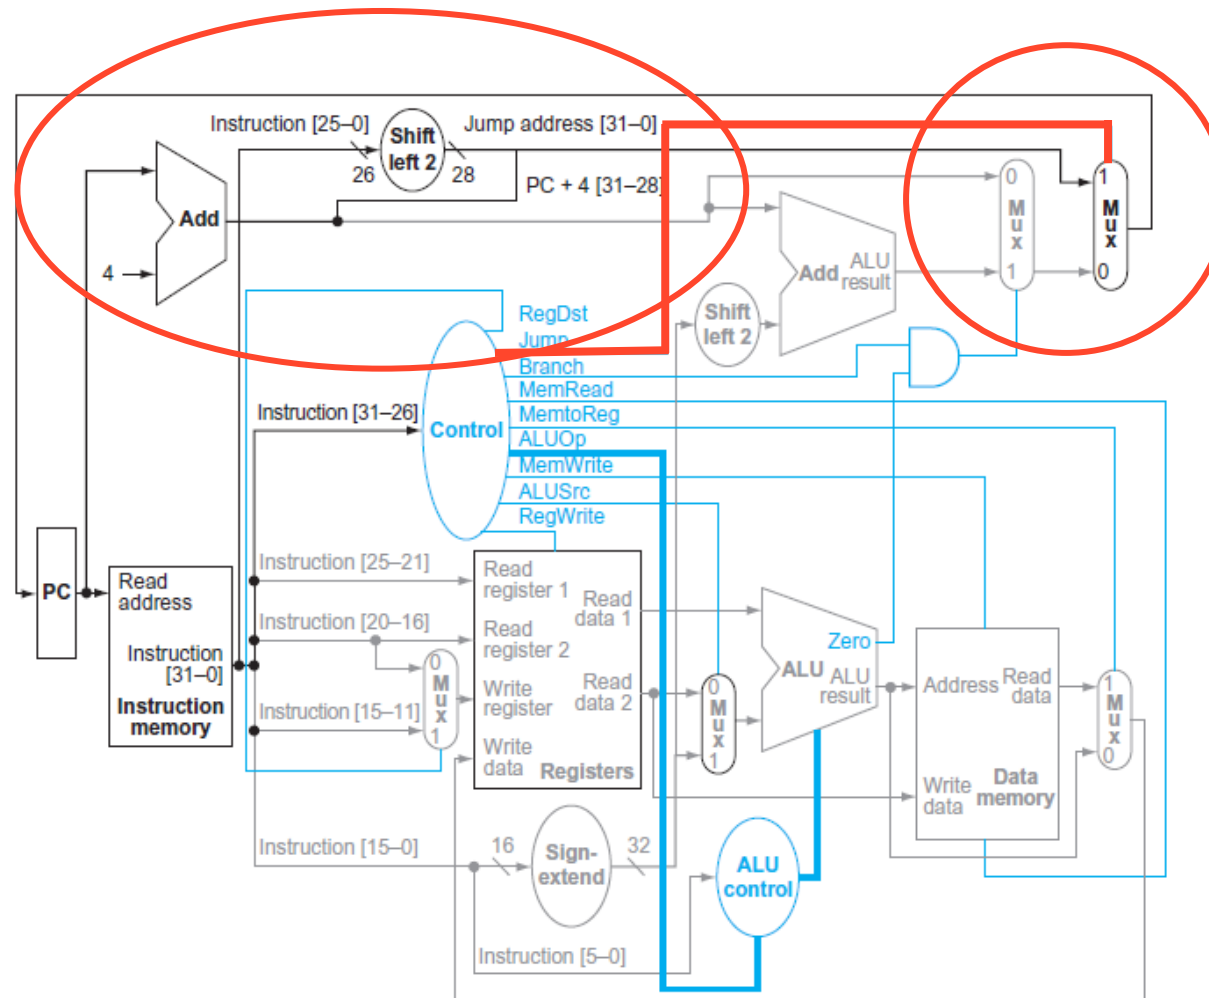 Instruction [25–0]
Shift
left 2
Jump address [31–0]
26
28
PC + 4 [31–28]
Add
4
0
M
u
x
1
1
M
u
x
0
Add
ALU
result
Shift
left 2
RegDst
Jump
Branch
MemRead
MemtoReg
ALUOp
MemWrite
ALUSrc
RegWrite
Instruction [31–26]
Control
PC
Read
address
Instruction
[31–0]
Instruction
memory
Instruction [25–21]
Instruction [20–16]
Instruction [15–11]
0
M
u
x
1
Read
register 1
Read
register 2
Write
register
Write
data
Read
data 1
Read
data 2
Registers
0
M
u
x
1
Zero
ALU
ALU
result
Address
Read
data
Write
data
Data
memory
1
M
u
x
0
Instruction [15–0]
16
Sign-
extend
32
ALU
control
Instruction [5–0]